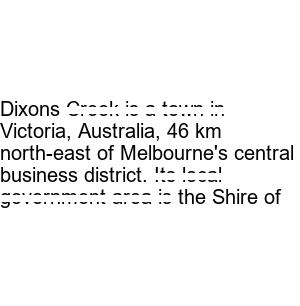 Dixons Creek is a town in
Victoria, Australia, 46 km
north-east of Melbourne's central
business district. Its local
government area is the Shire of